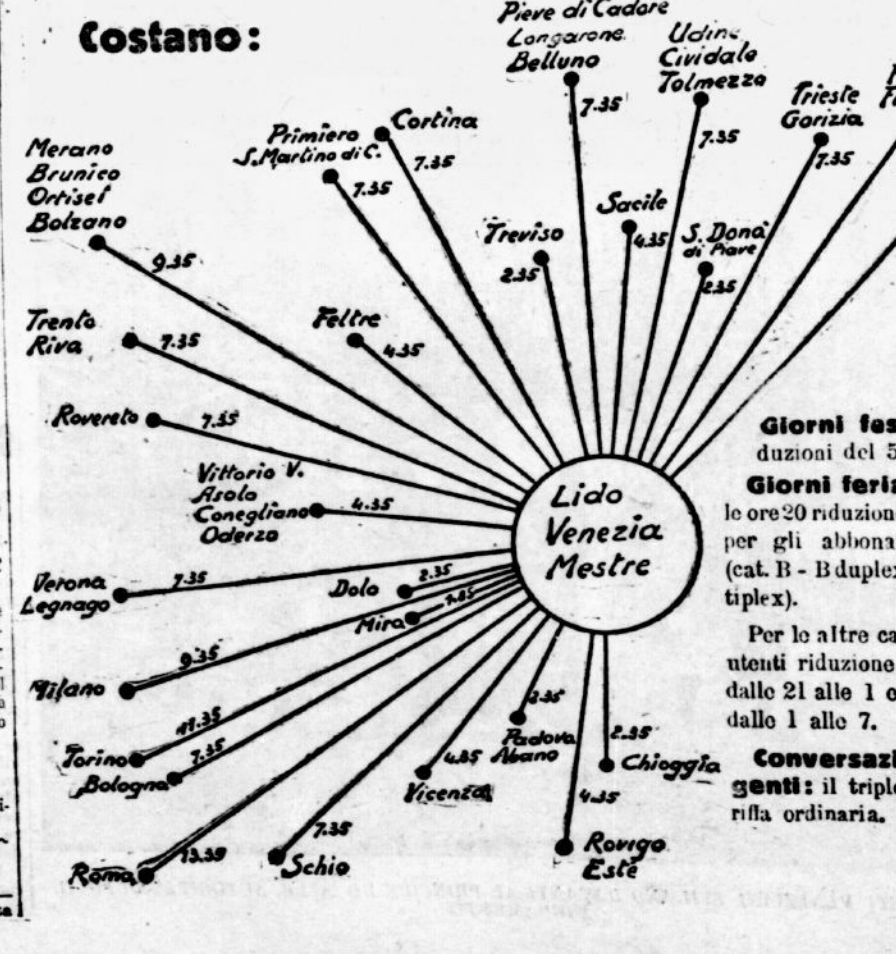 Costano:
Pieve di Cadore
Longarone
Belluno
7.35
Udine
Cividale
Tolmezzo
7.35
Trieste
Gorizia
7.35
Cortina
7.35
Primiero
S. Martino di C.
7.35
Merano
Brunico
Ortisei
Bolzano
9.35
Treviso
2.35
Sacile
4.35
S. Donà
di Piave
2.35
Trento
Riva
7.35
Feltre
4.35
Rovereto
7.35
Vittorio V.
Asolo
Conegliano
Oderzo
4.35
Lido
Venezia
Mestre
Verona
Legnago
7.35
Dolo
2.35
Mira
Milano
9.35
Torino
11.35
Bologna
7.35
Roma
13.35
Schio
7.35
Vicenza
4.35
Padova
Abano
2.35
Chioggia
2.35
Rovigo
Este
4.35
Giorni fes
duzioni del 5
Giorni feria
le ore 20 riduzion
per gli abbona
(cat. B - B duplex
tiplex).
Per le altre ca
utenti riduzione
dalle 21 alle 1 e
dalle 1 alle 7.
Conversazi
genti: il triplo
riffa ordinaria.